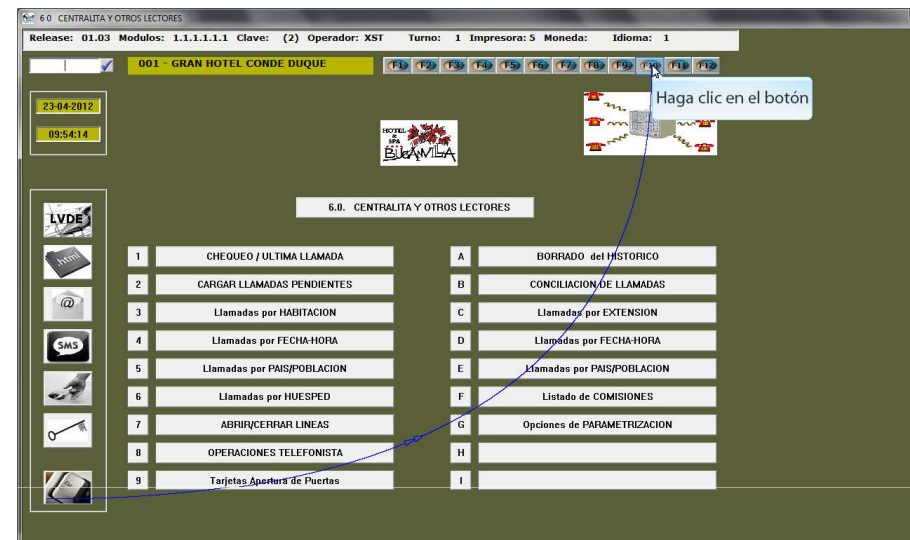 6 0 CENTRALITA Y OTROS LECTORES
Release: 01.03 Modulos: 1.1.1.1.1.1 Clave: (2) Operador: XST Turno: 1 Impresora: 5 Moneda: Idioma: 1
001 - GRAN HOTEL CONDE DUQUE F1 F2 F3 F4 F5 F6 F7 F8 F9 F10 F11 F12
Haga clic en el botón
23-04-2012
09:54:14
HOTEL & SPA
BUGANVILLA
LVDE
6.0. CENTRALITA Y OTROS LECTORES
.html
1 CHEQUEO / ULTIMA LLAMADA A BORRADO del HISTORICO
2 CARGAR LLAMADAS PENDIENTES B CONCILIACION DE LLAMADAS
@
3 Llamadas por HABITACION C Llamadas por EXTENSION
SMS
4 Llamadas por FECHA-HORA D Llamadas por FECHA-HORA
5 Llamadas por PAIS/POBLACION E Llamadas por PAIS/POBLACION
6 Llamadas por HUESPED F Listado de COMISIONES
7 ABRIR/CERRAR LINEAS G Opciones de PARAMETRIZACION
8 OPERACIONES TELEFONISTA H
9 Tarjetas Apertura de Puertas I